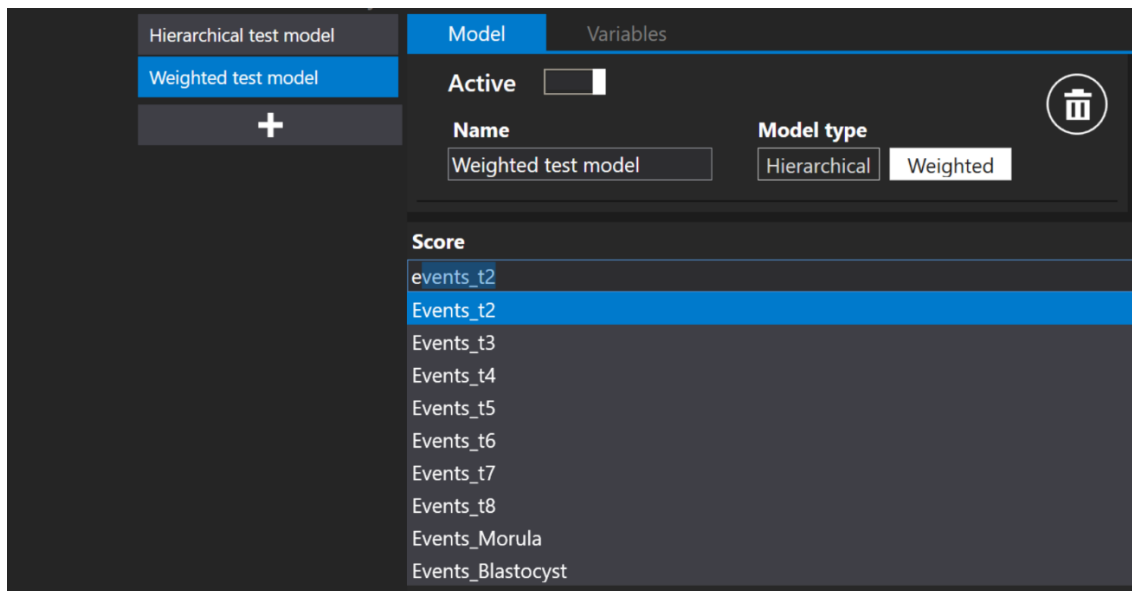 Hierarchical test model
Weighted test model
Model Variables
Active
Name
Model type
Weighted test model
Hierarchical Weighted
Score
events_t2
Events_t2
Events_t3
Events_t4
Events_t5
Events_t6
Events_t7
Events_t8
Events_Morula
Events_Blastocyst